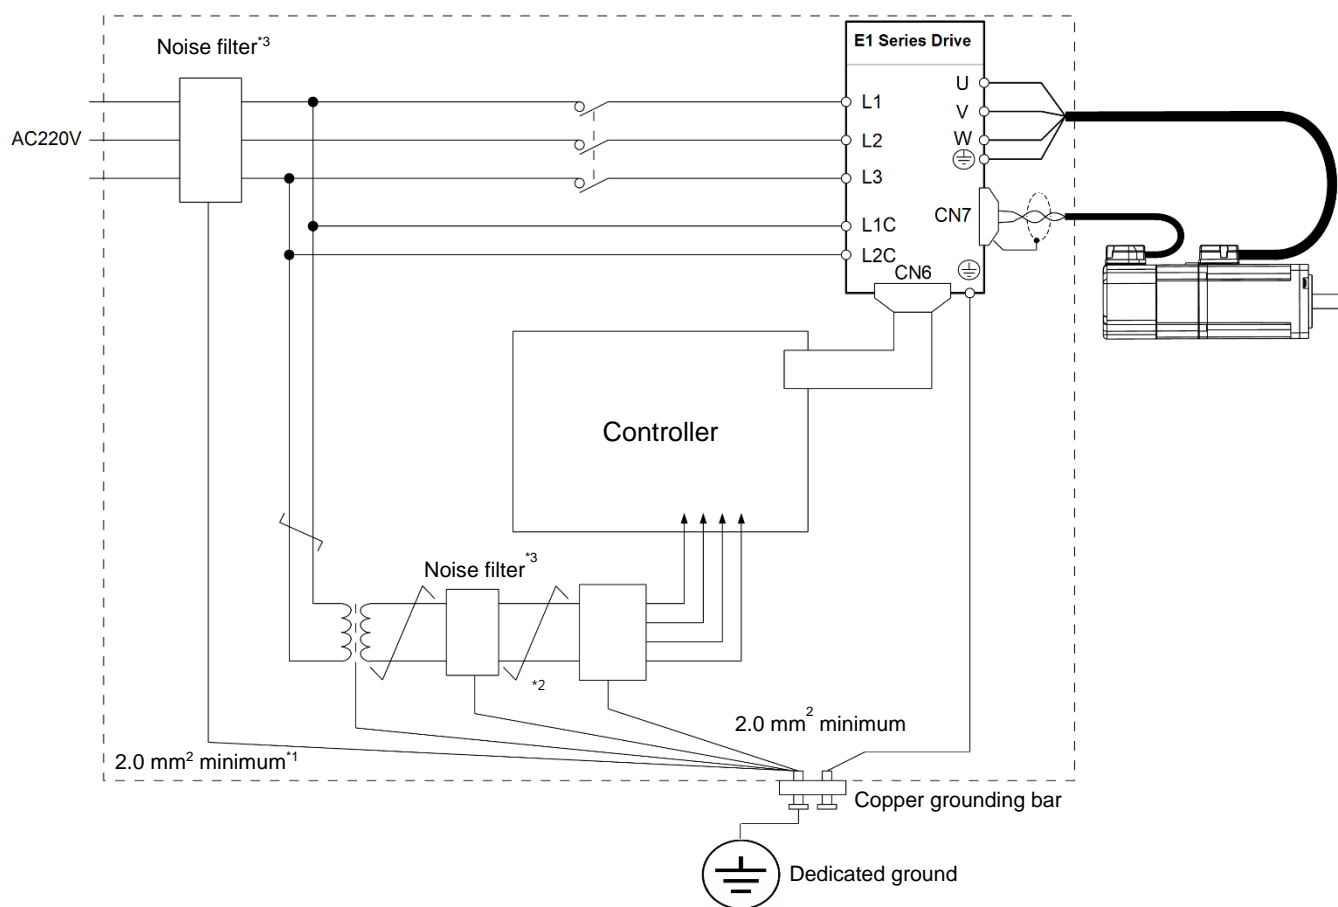 E1 Series Drive
Noise filter*3
U
L1
V
AC220V
L2
W
L3
CN7
L1C
L2C
CN6
Controller
Noise filter*3
*2
2.0 mm² minimum
2.0 mm² minimum*1
Copper grounding bar
Dedicated ground